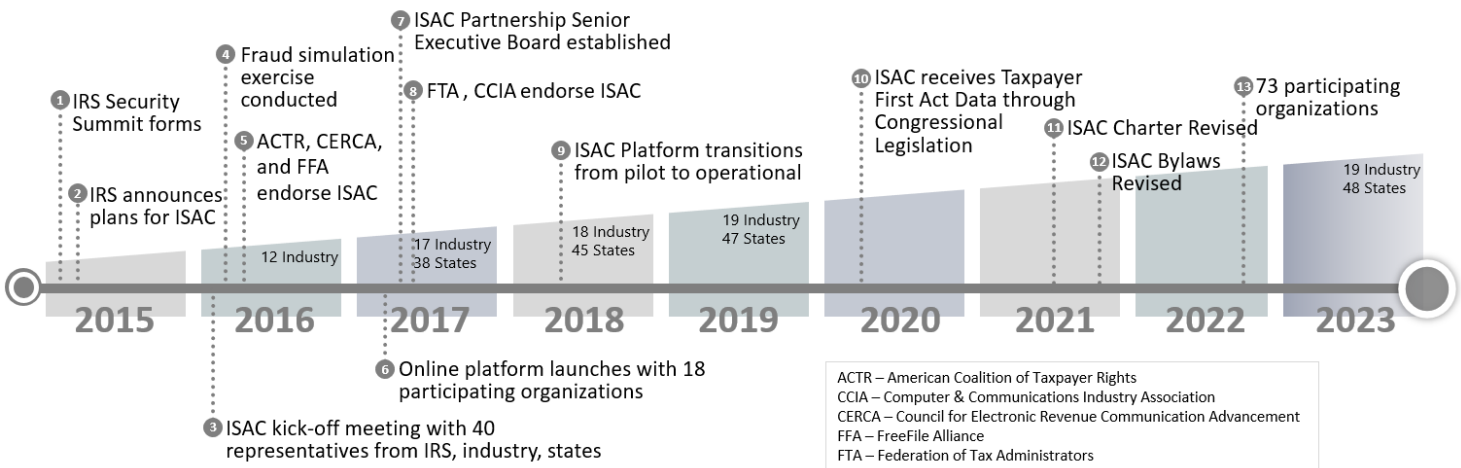 1 IRS Security
Summit forms
2 IRS announces
plans for ISAC
3 ISAC kick-off meeting with 40
representatives from IRS, industry, states
4 Fraud simulation
exercise
conducted
5 ACTR, CERCA,
and FFA
endorse ISAC
6 Online platform launches with 18
participating organizations
7 ISAC Partnership Senior
Executive Board established
8 FTA , CCIA endorse ISAC
9 ISAC Platform transitions
from pilot to operational
10 ISAC receives Taxpayer
First Act Data through
Congressional
Legislation
11 ISAC Charter Revised
12 ISAC Bylaws
Revised
13 73 participating
organizations
12 Industry
17 Industry
38 States
18 Industry
45 States
19 Industry
47 States
19 Industry
48 States
2015
2016
2017
2018
2019
2020
2021
2022
2023
ACTR – American Coalition of Taxpayer Rights
CCIA – Computer & Communications Industry Association
CERCA – Council for Electronic Revenue Communication Advancement
FFA – FreeFile Alliance
FTA – Federation of Tax Administrators